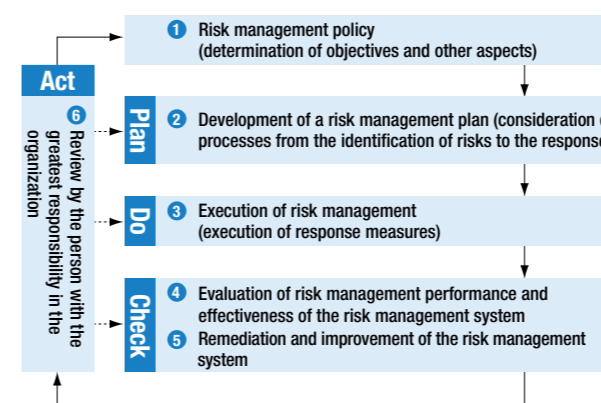 1 Risk management policy
(determination of objectives and other aspects)
Act
6 Review by the person with the
greatest responsibility in the
organization
Plan
2 Development of a risk management plan (consideration
processes from the identification of risks to the response
Do
3 Execution of risk management
(execution of response measures)
Check
4 Evaluation of risk management performance and
effectiveness of the risk management system
5 Remediation and improvement of the risk management
system